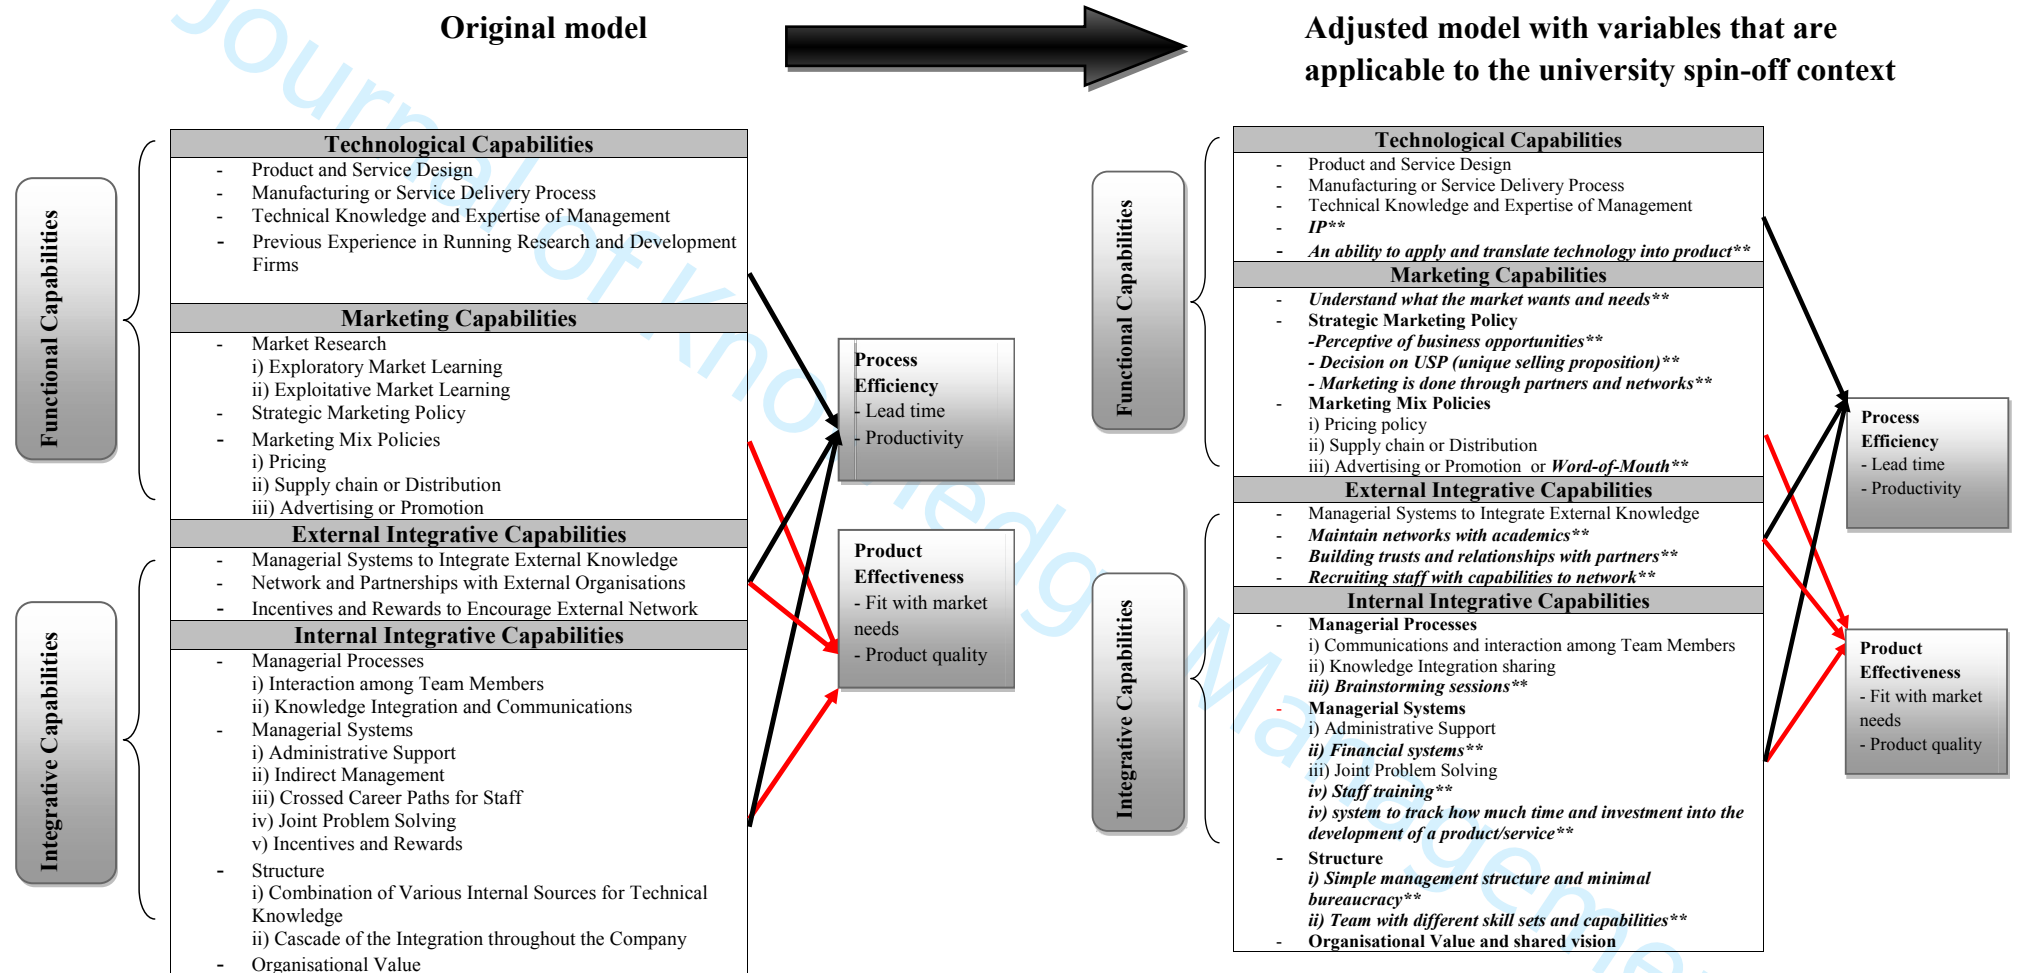 Original model
Adjusted model with variables that are
applicable to the university spin-off context
Functional Capabilities
Integrative Capabilities
Technological Capabilities
- Product and Service Design
- Manufacturing or Service Delivery Process
- Technical Knowledge and Expertise of Management
- Previous Experience in Running Research and Development
Firms
Marketing Capabilities
- Market Research
i) Exploratory Market Learning
ii) Exploitative Market Learning
- Strategic Marketing Policy
- Marketing Mix Policies
i) Pricing
ii) Supply chain or Distribution
iii) Advertising or Promotion
External Integrative Capabilities
- Managerial Systems to Integrate External Knowledge
- Network and Partnerships with External Organisations
- Incentives and Rewards to Encourage External Network
Internal Integrative Capabilities
- Managerial Processes
i) Interaction among Team Members
ii) Knowledge Integration and Communications
- Managerial Systems
i) Administrative Support
ii) Indirect Management
iii) Crossed Career Paths for Staff
iv) Joint Problem Solving
v) Incentives and Rewards
- Structure
i) Combination of Various Internal Sources for Technical
Knowledge
ii) Cascade of the Integration throughout the Company
- Organisational Value
Process
Efficiency
- Lead time
- Productivity
Product
Effectiveness
- Fit with market
needs
- Product quality
Functional Capabilities
Integrative Capabilities
Technological Capabilities
- Product and Service Design
- Manufacturing or Service Delivery Process
- Technical Knowledge and Expertise of Management
- IP**
- An ability to apply and translate technology into product**
Marketing Capabilities
- Understand what the market wants and needs**
- Strategic Marketing Policy
-Perceptive of business opportunities**
- Decision on USP (unique selling proposition)**
- Marketing is done through partners and networks**
- Marketing Mix Policies
i) Pricing policy
ii) Supply chain or Distribution
iii) Advertising or Promotion or Word-of-Mouth**
External Integrative Capabilities
- Managerial Systems to Integrate External Knowledge
- Maintain networks with academics**
- Building trusts and relationships with partners**
- Recruiting staff with capabilities to network**
Internal Integrative Capabilities
- Managerial Processes
i) Communications and interaction among Team Members
ii) Knowledge Integration sharing
iii) Brainstorming sessions**
- Managerial Systems
i) Administrative Support
ii) Financial systems**
iii) Joint Problem Solving
iv) Staff training**
iv) system to track how much time and investment into the
development of a product/service**
- Structure
i) Simple management structure and minimal
bureaucracy**
ii) Team with different skill sets and capabilities**
- Organisational Value and shared vision
Process
Efficiency
- Lead time
- Productivity
Product
Effectiveness
- Fit with market
needs
- Product quality